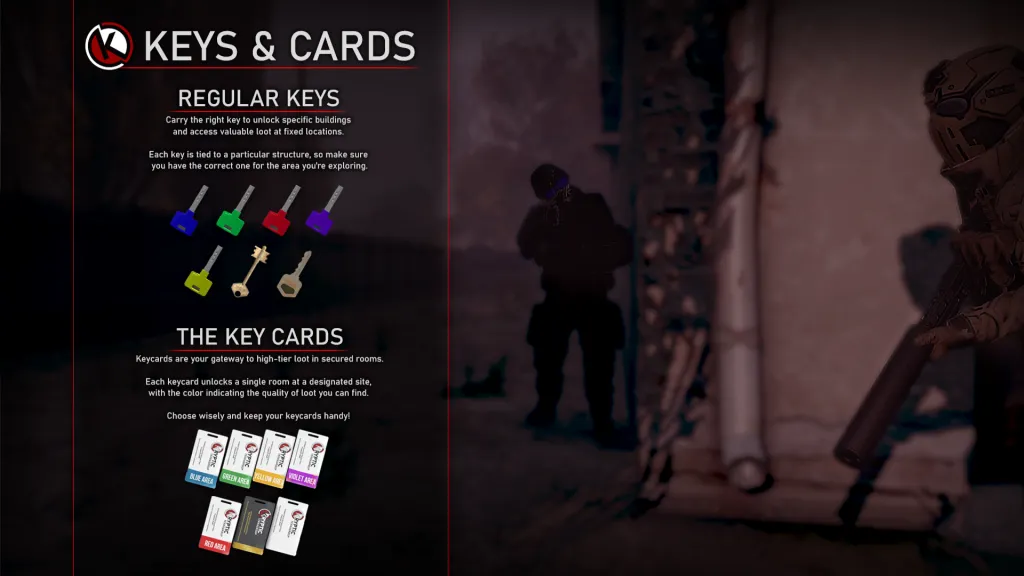 KEYS & CARDS
REGULAR KEYS
Carry the right key to unlock specific buildings
and access valuable loot at fixed locations.
Each key is tied to a particular structure, so make sure
you have the correct one for the area you're exploring.
THE KEY CARDS
Keycards are your gateway to high-tier loot in secured rooms.
Each keycard unlocks a single room at a designated site,
with the color indicating the quality of loot you can find.
Choose wisely and keep your keycards handy!
BLUE AREA
GREEN AREA
YELLOW ARE
VIOLET AREA
RED AREA